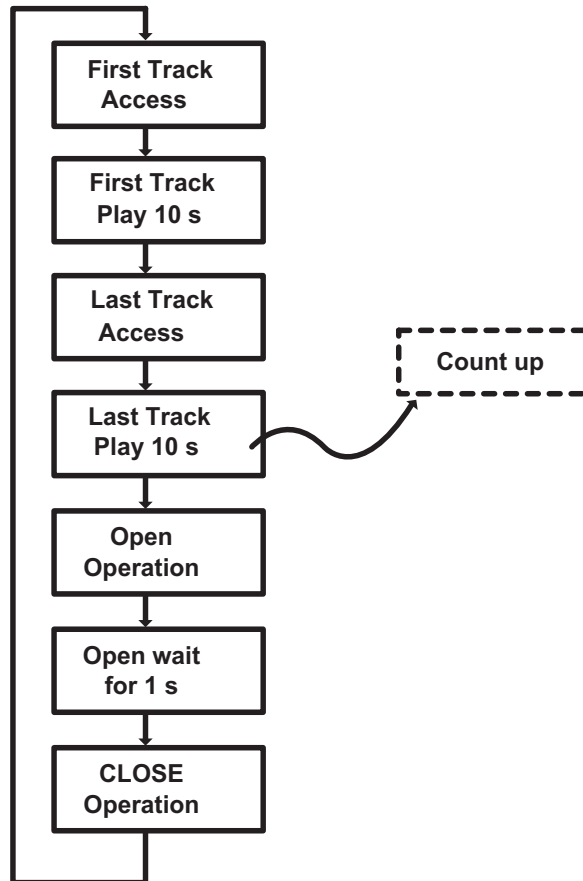 First Track
Access
First Track
Play 10 s
Last Track
Access
Count up
Last Track
Play 10 s
Open
Operation
Open wait
for 1 s
CLOSE
Operation